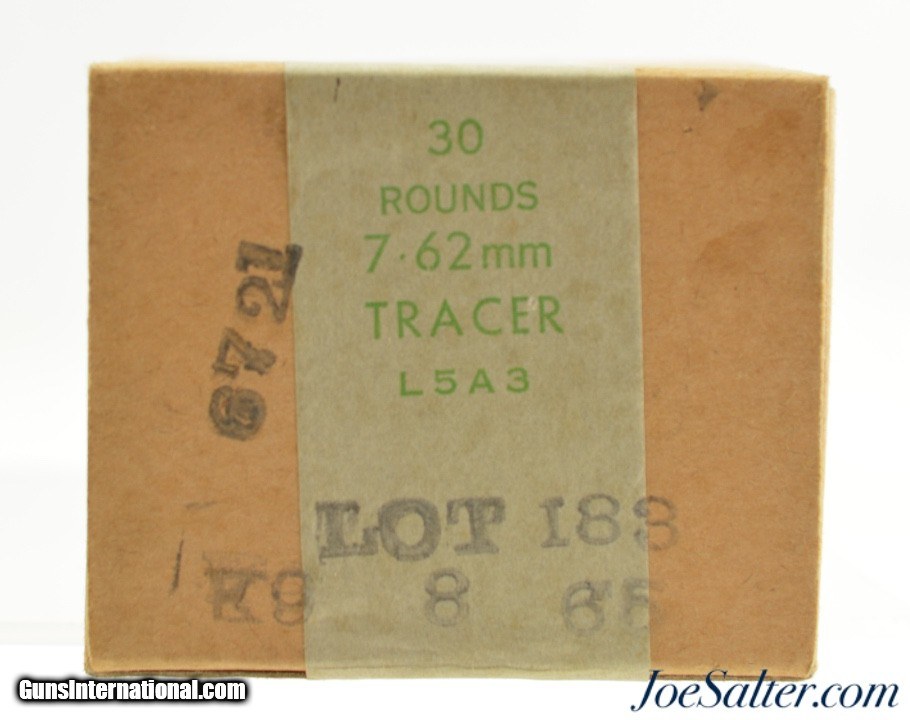 30
ROUNDS
7·62mm
TRACER
L5A3
6721
LOT 183
K9 8 65
GunsInternational.com
JoeSalter.com